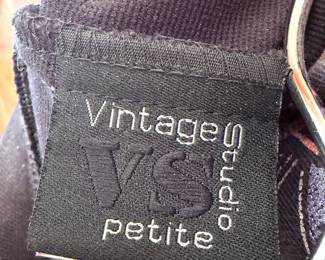 Vintage
Studio
VS
petite